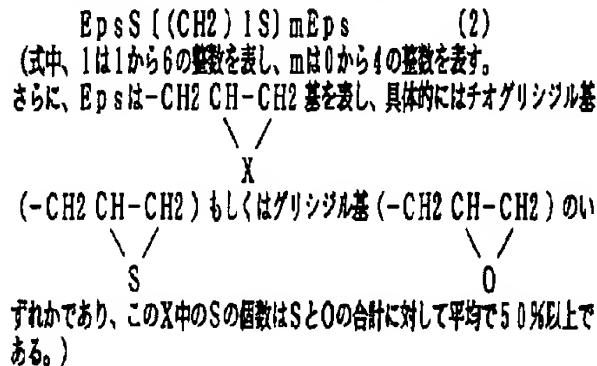 EpsS〔(CH2)lS〕mEps (2)
(式中、lは1から6の整数を表し、mは0から4の整数を表す。
さらに、Epsは-CH2 CH-CH2 基を表し、具体的にはチオグリシジル基
\ /
X
(-CH2 CH-CH2 ) もしくはグリシジル基 (-CH2 CH-CH2 ) のい
\ / \ /
S O
ずれかであり、このX中のSの個数はSとOの合計に対して平均で50%以上で
ある。)